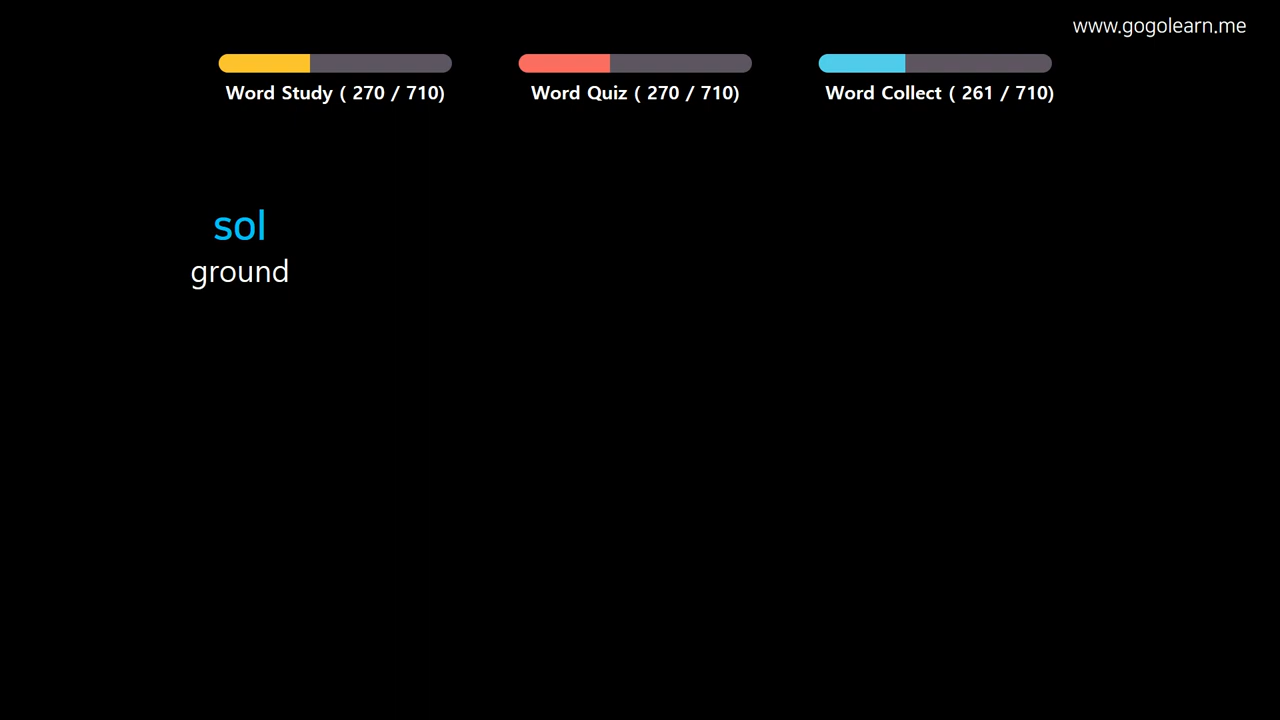 www.gogolearn.me
Word Study ( 270 / 710)
Word Quiz ( 270 / 710)
Word Collect ( 261 / 710)
sol
ground